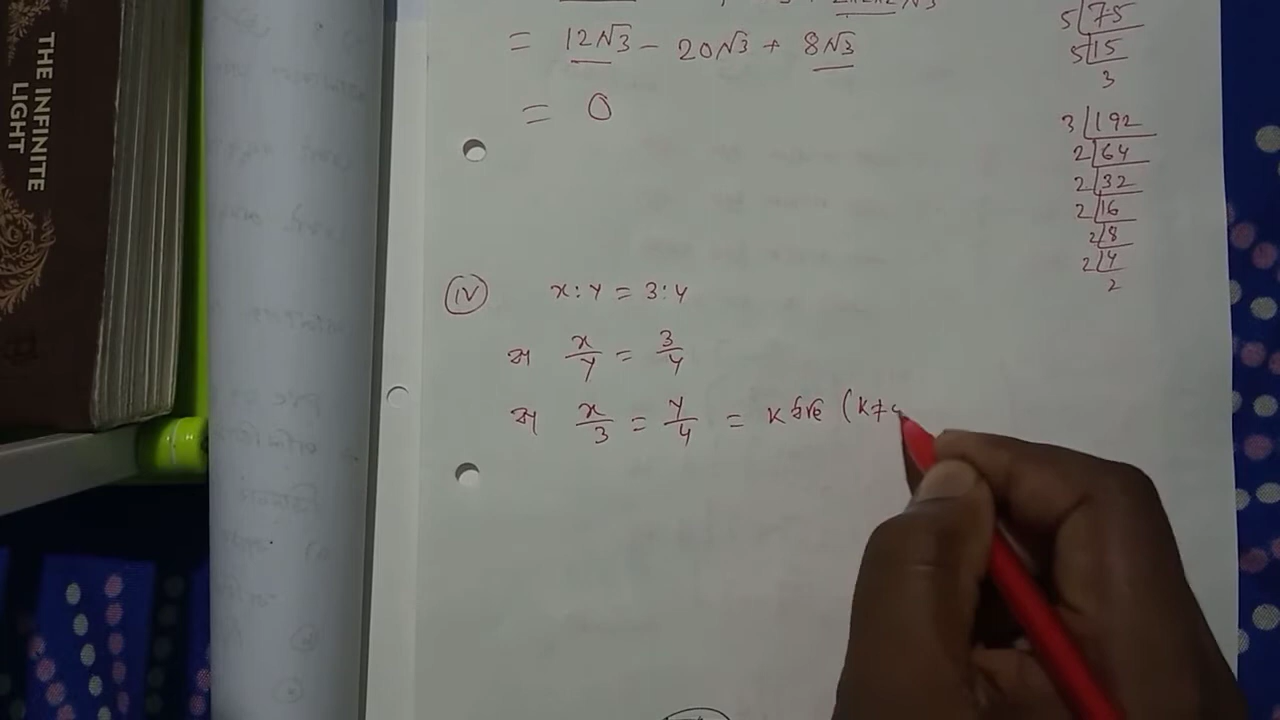 THE INFINITE
LIGHT
= 12√3 − 20√3 + 8√3
= 0
5 75
5 15
3
3 192
2 64
2 32
2 16
2 8
2 4
2
(IV) x:y = 3:4
বা x/y = 3/4
বা x/3 = y/4 = K ধরি (K≠